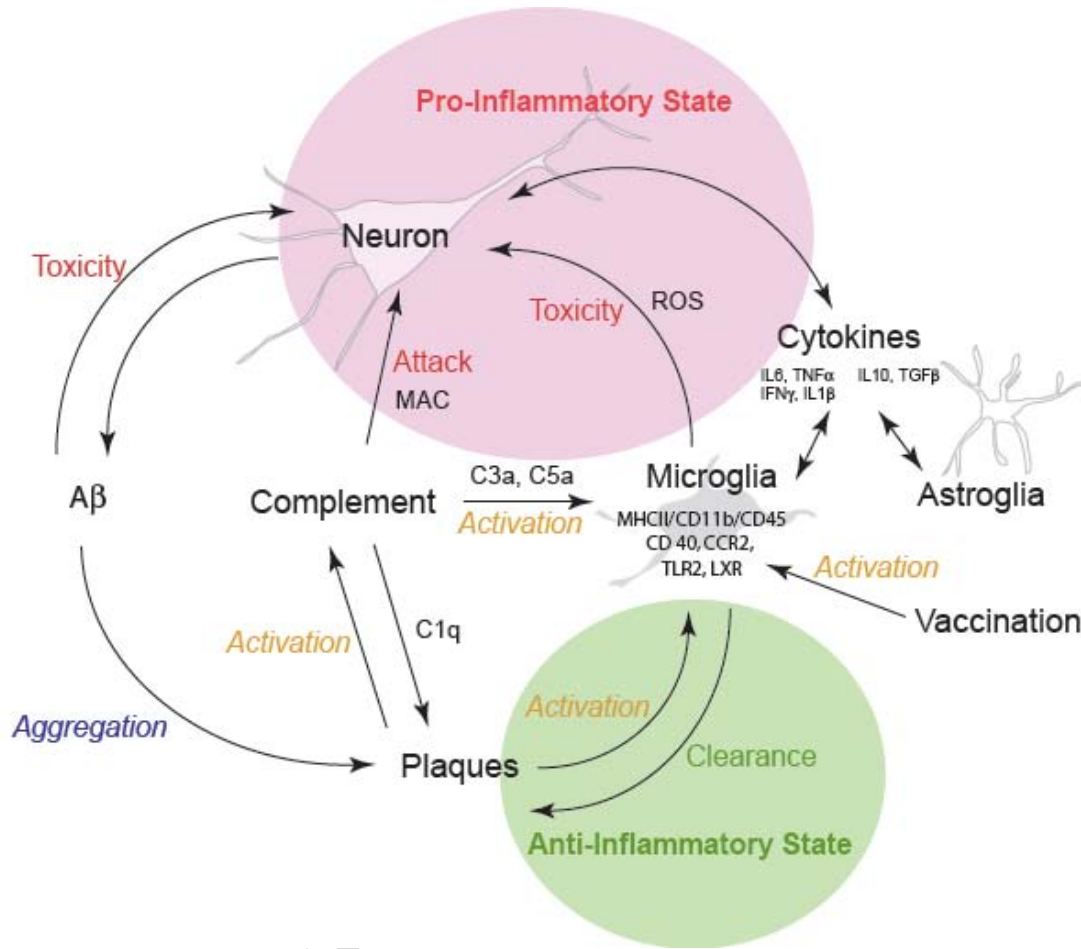 Pro-Inflammatory State
Neuron
Toxicity
Toxicity
ROS
Attack
MAC
Cytokines
IL6, TNFα IL10, TGFβ
IFNγ, IL1β
Aβ
Complement
C3a, C5a
Activation
Microglia
MHCII/CD11b/CD45
CD 40, CCR2,
TLR2, LXR
Astroglia
Activation
Vaccination
Activation
C1q
Aggregation
Plaques
Activation
Clearance
Anti-Inflammatory State